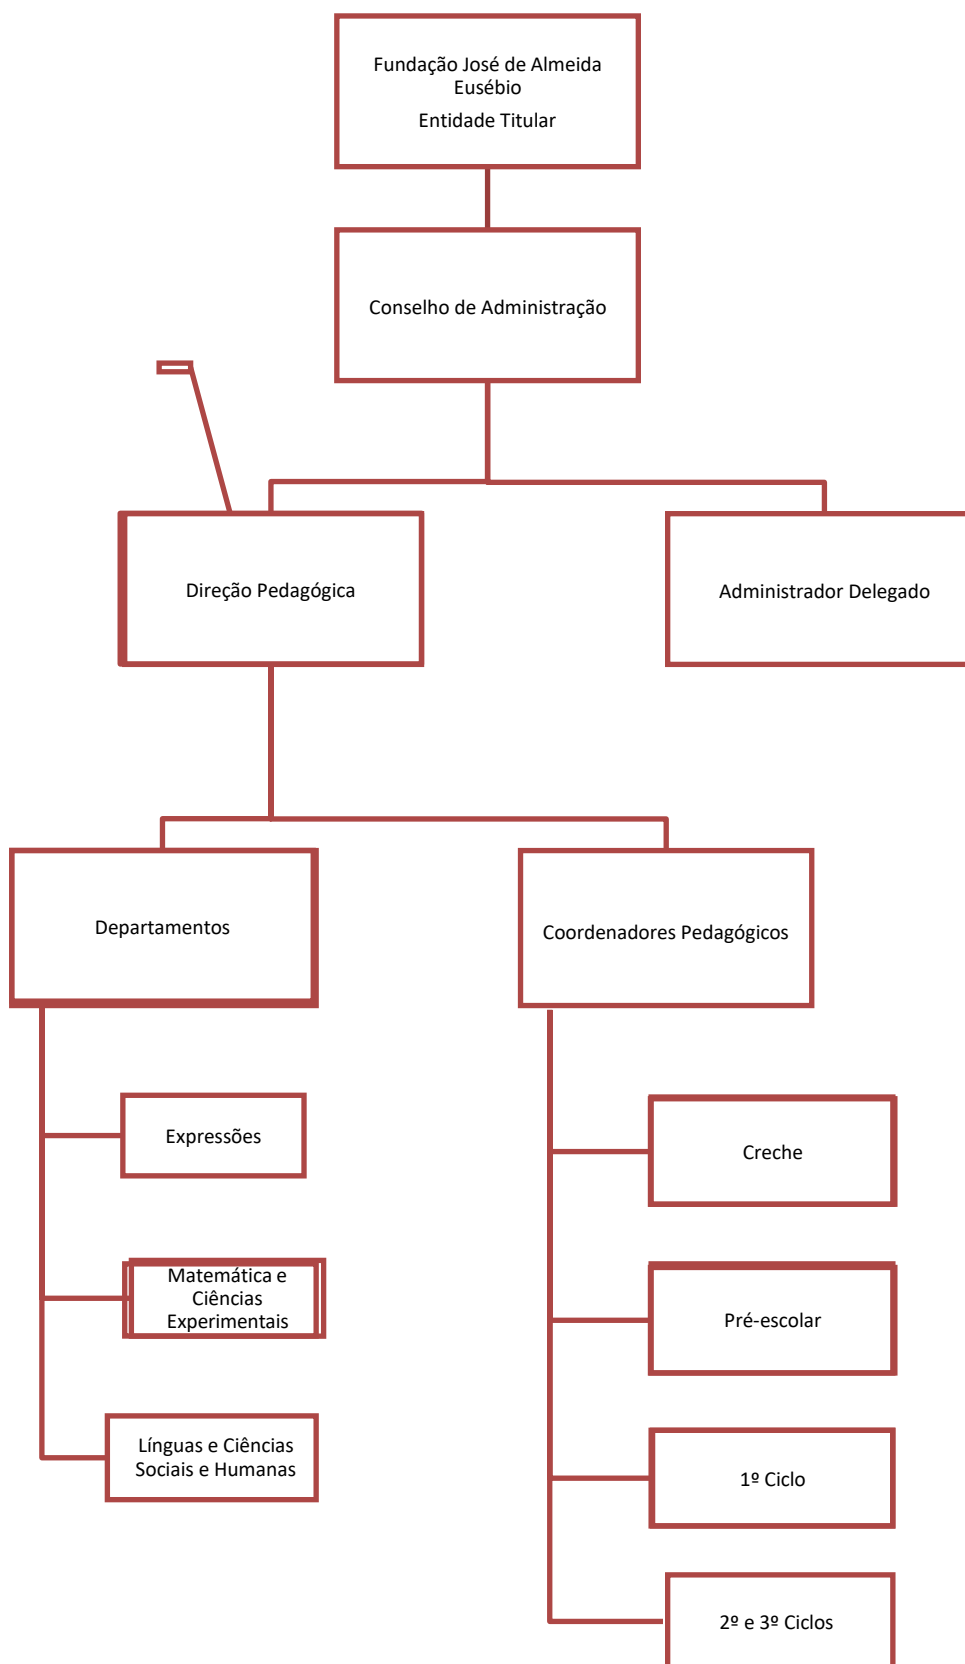 Fundação José de Almeida
Eusébio
Entidade Titular
Conselho de Administração
Direção Pedagógica
Administrador Delegado
Departamentos
Coordenadores Pedagógicos
Expressões
Matemática e
Ciências
Experimentais
Línguas e Ciências
Sociais e Humanas
Creche
Pré-escolar
1º Ciclo
2º e 3º Ciclos